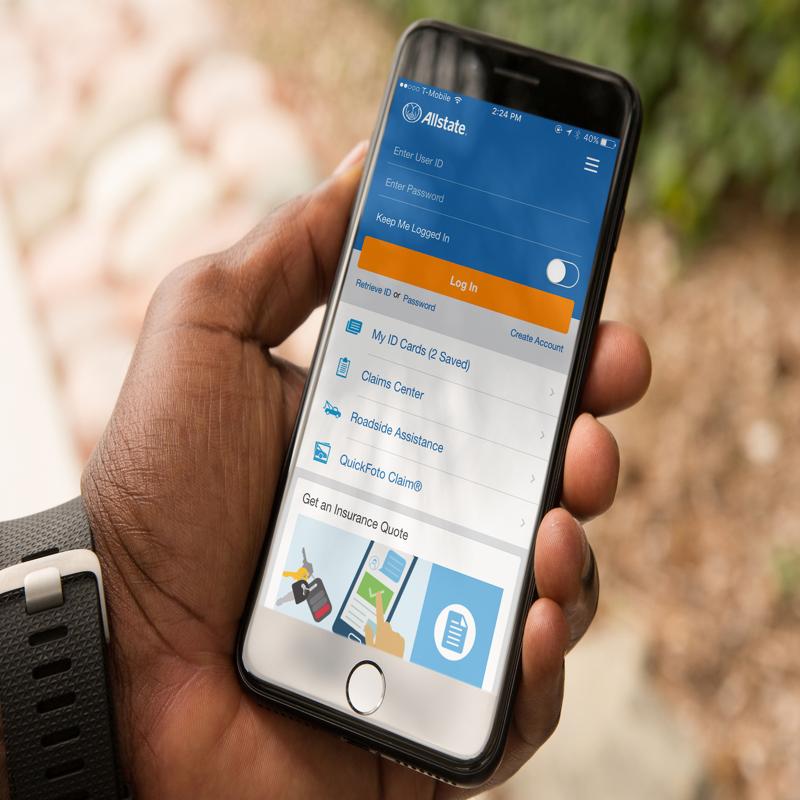 T-Mobile 2:24 PM 40%
Allstate.
Enter User ID
Enter Password
Keep Me Logged In
Log In
Retrieve ID or Password
Create Account
My ID Cards (2 Saved)
Claims Center
Roadside Assistance
QuickFoto Claim®
Get an Insurance Quote